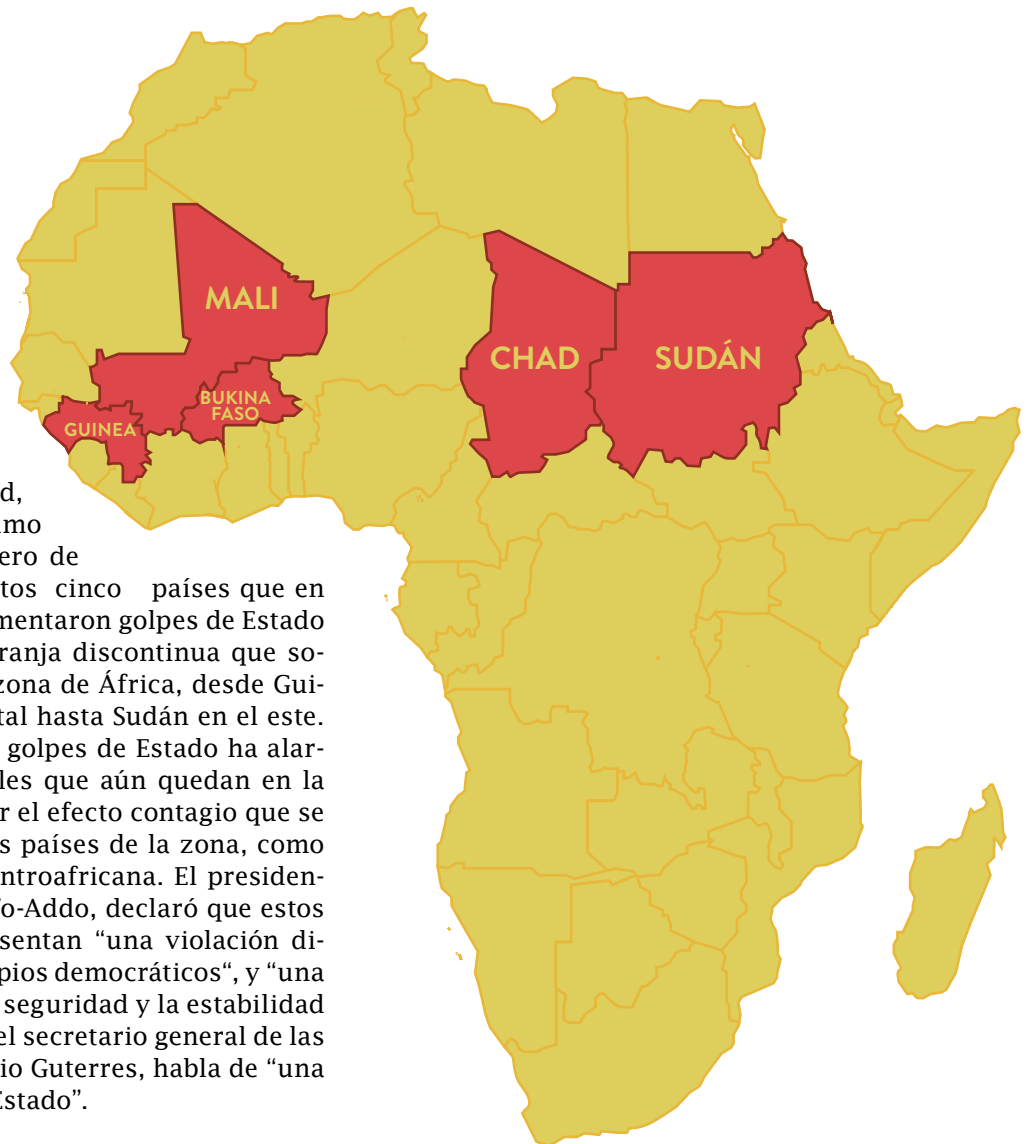 MALI
CHAD
SUDÁN
BUKINA
FASO
GUINEA
d,
mo
ero de
tos cinco países que en
mentaron golpes de Estado
ranja discontinua que so-
zona de África, desde Gui-
tal hasta Sudán en el este.
golpes de Estado ha alar-
les que aún quedan en la
r el efecto contagio que se
s países de la zona, como
entroafricana. El presiden-
fo-Addo, declaró que estos
sentan “una violación di-
pios democráticos“, y “una
seguridad y la estabilidad
el secretario general de las
io Guterres, habla de “una
Estado”.